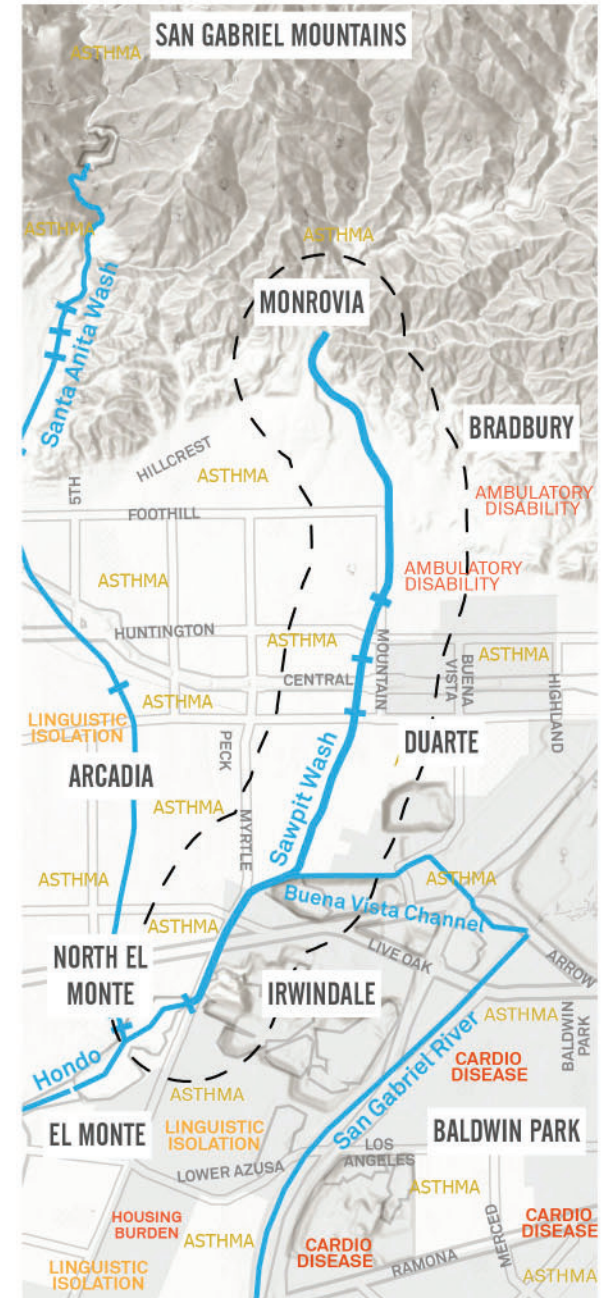 SAN GABRIEL MOUNTAINS
ASTHMA
ASTHMA
ASTHMA
Santa Anita Wash
MONROVIA
BRADBURY
HILLCREST
ASTHMA
5TH
AMBULATORY
DISABILITY
FOOTHILL
ASTHMA
AMBULATORY
DISABILITY
HUNTINGTON
ASTHMA
MOUNTAIN
BUENA
VISTA
ASTHMA
CENTRAL
HIGHLAND
ASTHMA
LINGUISTIC
ISOLATION
PECK
DUARTE
ARCADIA
Sawpit Wash
ASTHMA
MYRTLE
ASTHMA
ASTHMA
Buena Vista Channel
ASTHMA
LIVE OAK
ARROW
NORTH EL
MONTE
IRWINDALE
ASTHMA
BALDWIN
PARK
Hondo
San Gabriel River
CARDIO
DISEASE
ASTHMA
EL MONTE
LINGUISTIC
ISOLATION
BALDWIN PARK
LOS
ANGELES
LOWER AZUSA
ASTHMA
HOUSING
BURDEN
ASTHMA
MERCED
CARDIO
DISEASE
CARDIO
DISEASE
RAMONA
LINGUISTIC
ISOLATION
ASTHMA